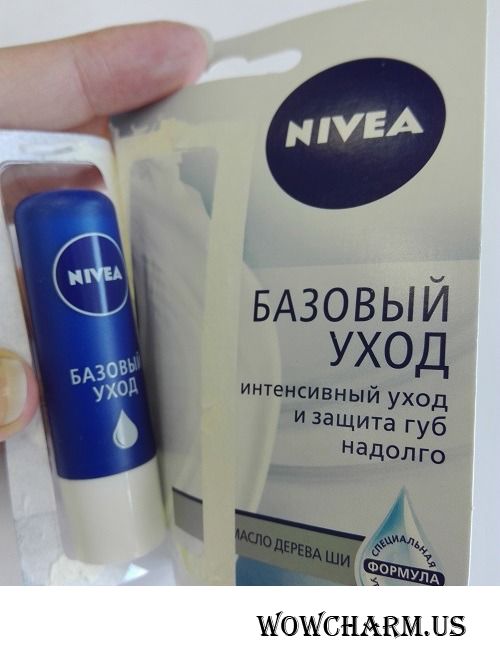 NIVEA
БАЗОВЫЙ
УХОД
интенсивный уход
и защита губ
надолго
МАСЛО ДЕРЕВА ШИ
СПЕЦИАЛЬНАЯ
ФОРМУЛА
NIVEA
БАЗОВЫЙ
УХОД
WOWCHARM.US